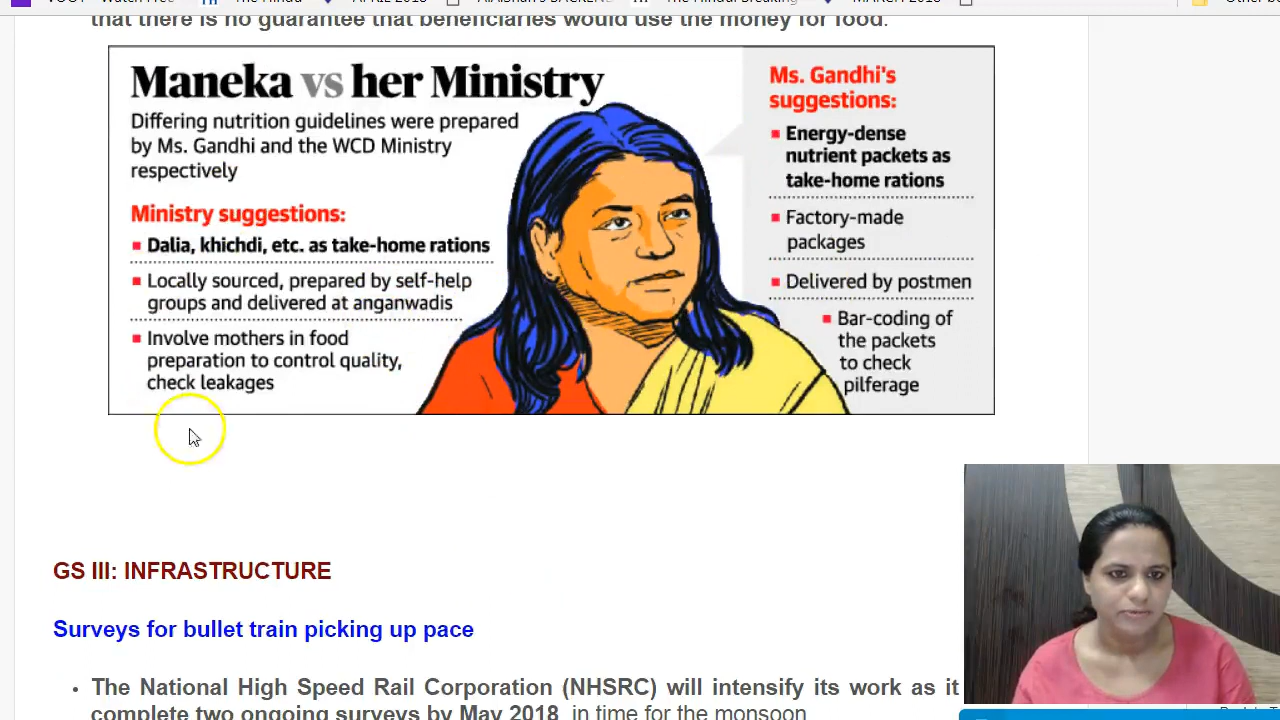 that there is no guarantee that beneficiaries would use the money for food.
Maneka vs her Ministry
Differing nutrition guidelines were prepared
by Ms. Gandhi and the WCD Ministry
respectively
Ministry suggestions:
Dalia, khichdi, etc. as take-home rations
Locally sourced, prepared by self-help
groups and delivered at anganwadis
Involve mothers in food
preparation to control quality,
check leakages
Ms. Gandhi's
suggestions:
Energy-dense
nutrient packets as
take-home rations
Factory-made
packages
Delivered by postmen
Bar-coding of
the packets
to check
pilferage
GS III: INFRASTRUCTURE
Surveys for bullet train picking up pace
• The National High Speed Rail Corporation (NHSRC) will intensify its work as it
complete two ongoing surveys by May 2018, in time for the monsoon.